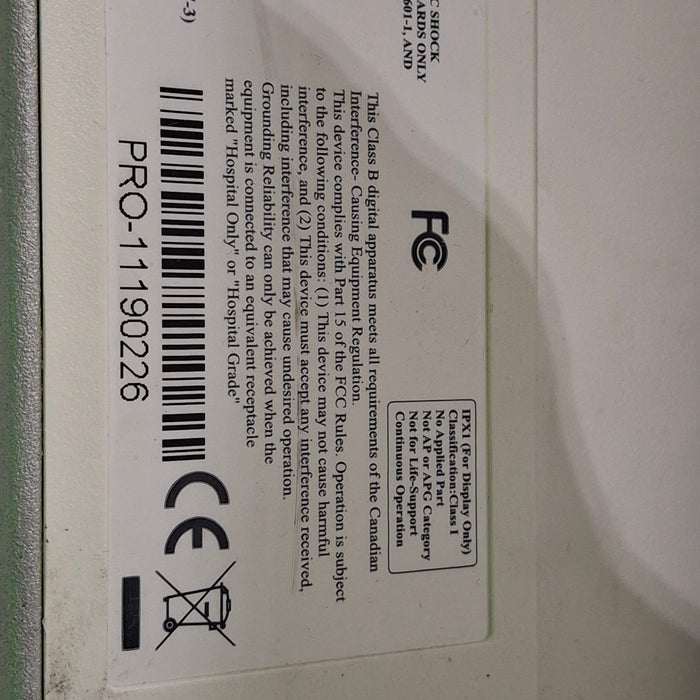 C SHOCK
ARDS ONLY
601-1, AND
FC
IPX1 (For Display Only)
Classification:Class I
No Applied Part
Not AP or APG Category
Not for Life-Support
Continuous Operation
This Class B digital apparatus meets all requirements of the Canadian
Interference- Causing Equipment Regulation.
This device complies with Part 15 of the FCC Rules. Operation is subject
to the following conditions: (1) This device may not cause harmful
interference, and (2) This device must accept any interference received,
including interference that may cause undesired operation.
Grounding Reliability can only be achieved when the
equipment is connected to an equivalent receptacle
marked "Hospital Only" or "Hospital Grade"
-3)
PRO-11190226
CE